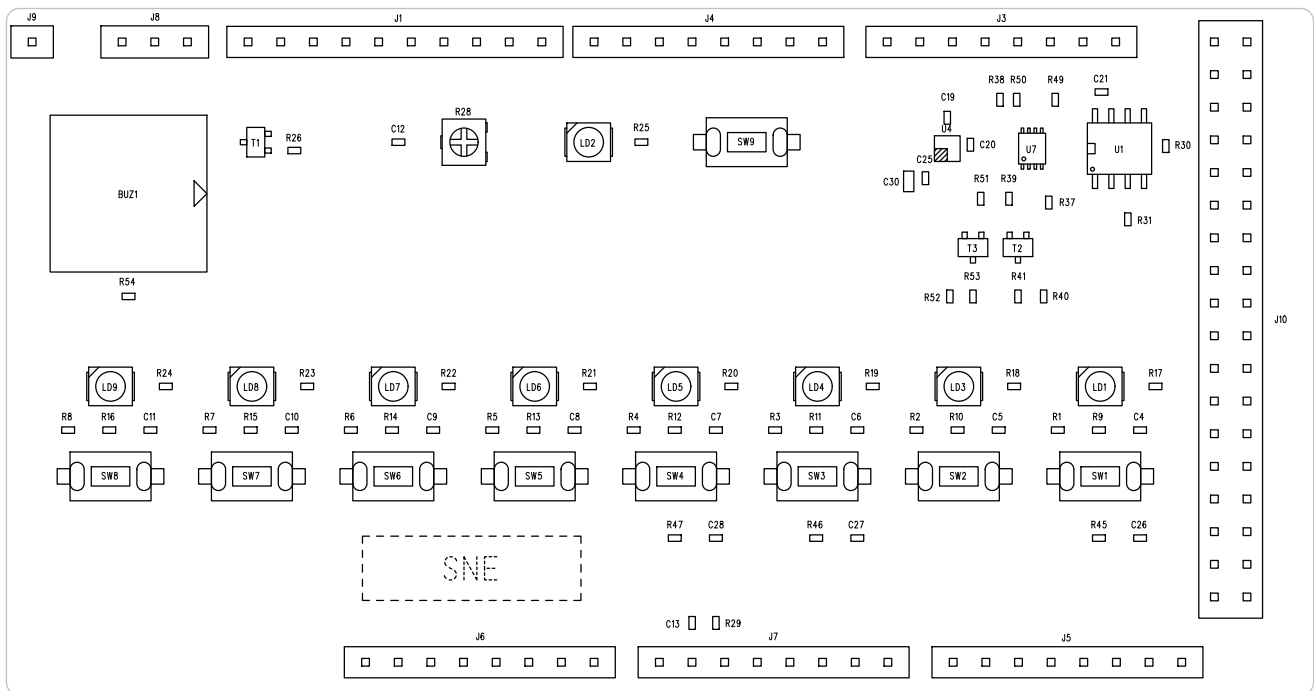 J9
J8
J1
J4
J3
R38 R50 R49 C21
C19
R28
T1 R26 C12 LD2 R25 SW9 U4 C20 U7 U1 R30
C25
C30
R51 R39
BUZ1
R37
R31
T3 T2
R54
R53 R41
R52 R40
J10
LD9 R24 LD8 R23 LD7 R22 LD6 R21 LD5 R20 LD4 R19 LD3 R18 LD1 R17
R8 R16 C11 R7 R15 C10 R6 R14 C9 R5 R13 C8 R4 R12 C7 R3 R11 C6 R2 R10 C5 R1 R9 C4
SW8 SW7 SW6 SW5 SW4 SW3 SW2 SW1
R47 C28 R46 C27 R45 C26
SNE
C13 R29
J6 J7 J5